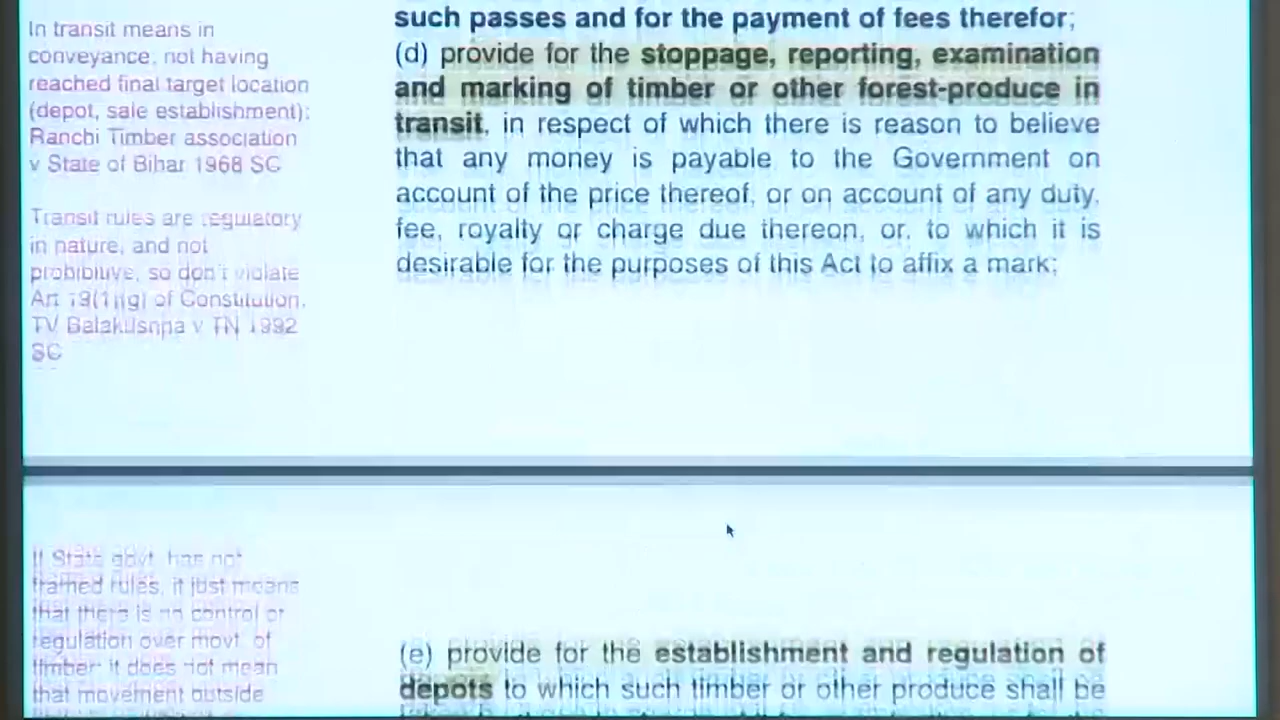 In transit means in
conveyance, not having
reached final target location
(depot, sale establishment):
Ranchi Timber association
v State of Bihar 1968 SC
Transit rules are regulatory
in nature, and not
prohibitive, so don't violate
Art 19(1)(g) of Constitution.
TV Balakrishna v TN 1992
SC
such passes and for the payment of fees therefor;
(d) provide for the stoppage, reporting, examination
and marking of timber or other forest-produce in
transit, in respect of which there is reason to believe
that any money is payable to the Government on
account of the price thereof, or on account of any duty,
fee, royalty or charge due thereon, or, to which it is
desirable for the purposes of this Act to affix a mark;
If State govt. has not
framed rules, it just means
that there is no control or
regulation over movt. of
timber: it does not mean
that movement outside
(e) provide for the establishment and regulation of
depots to which such timber or other produce shall be